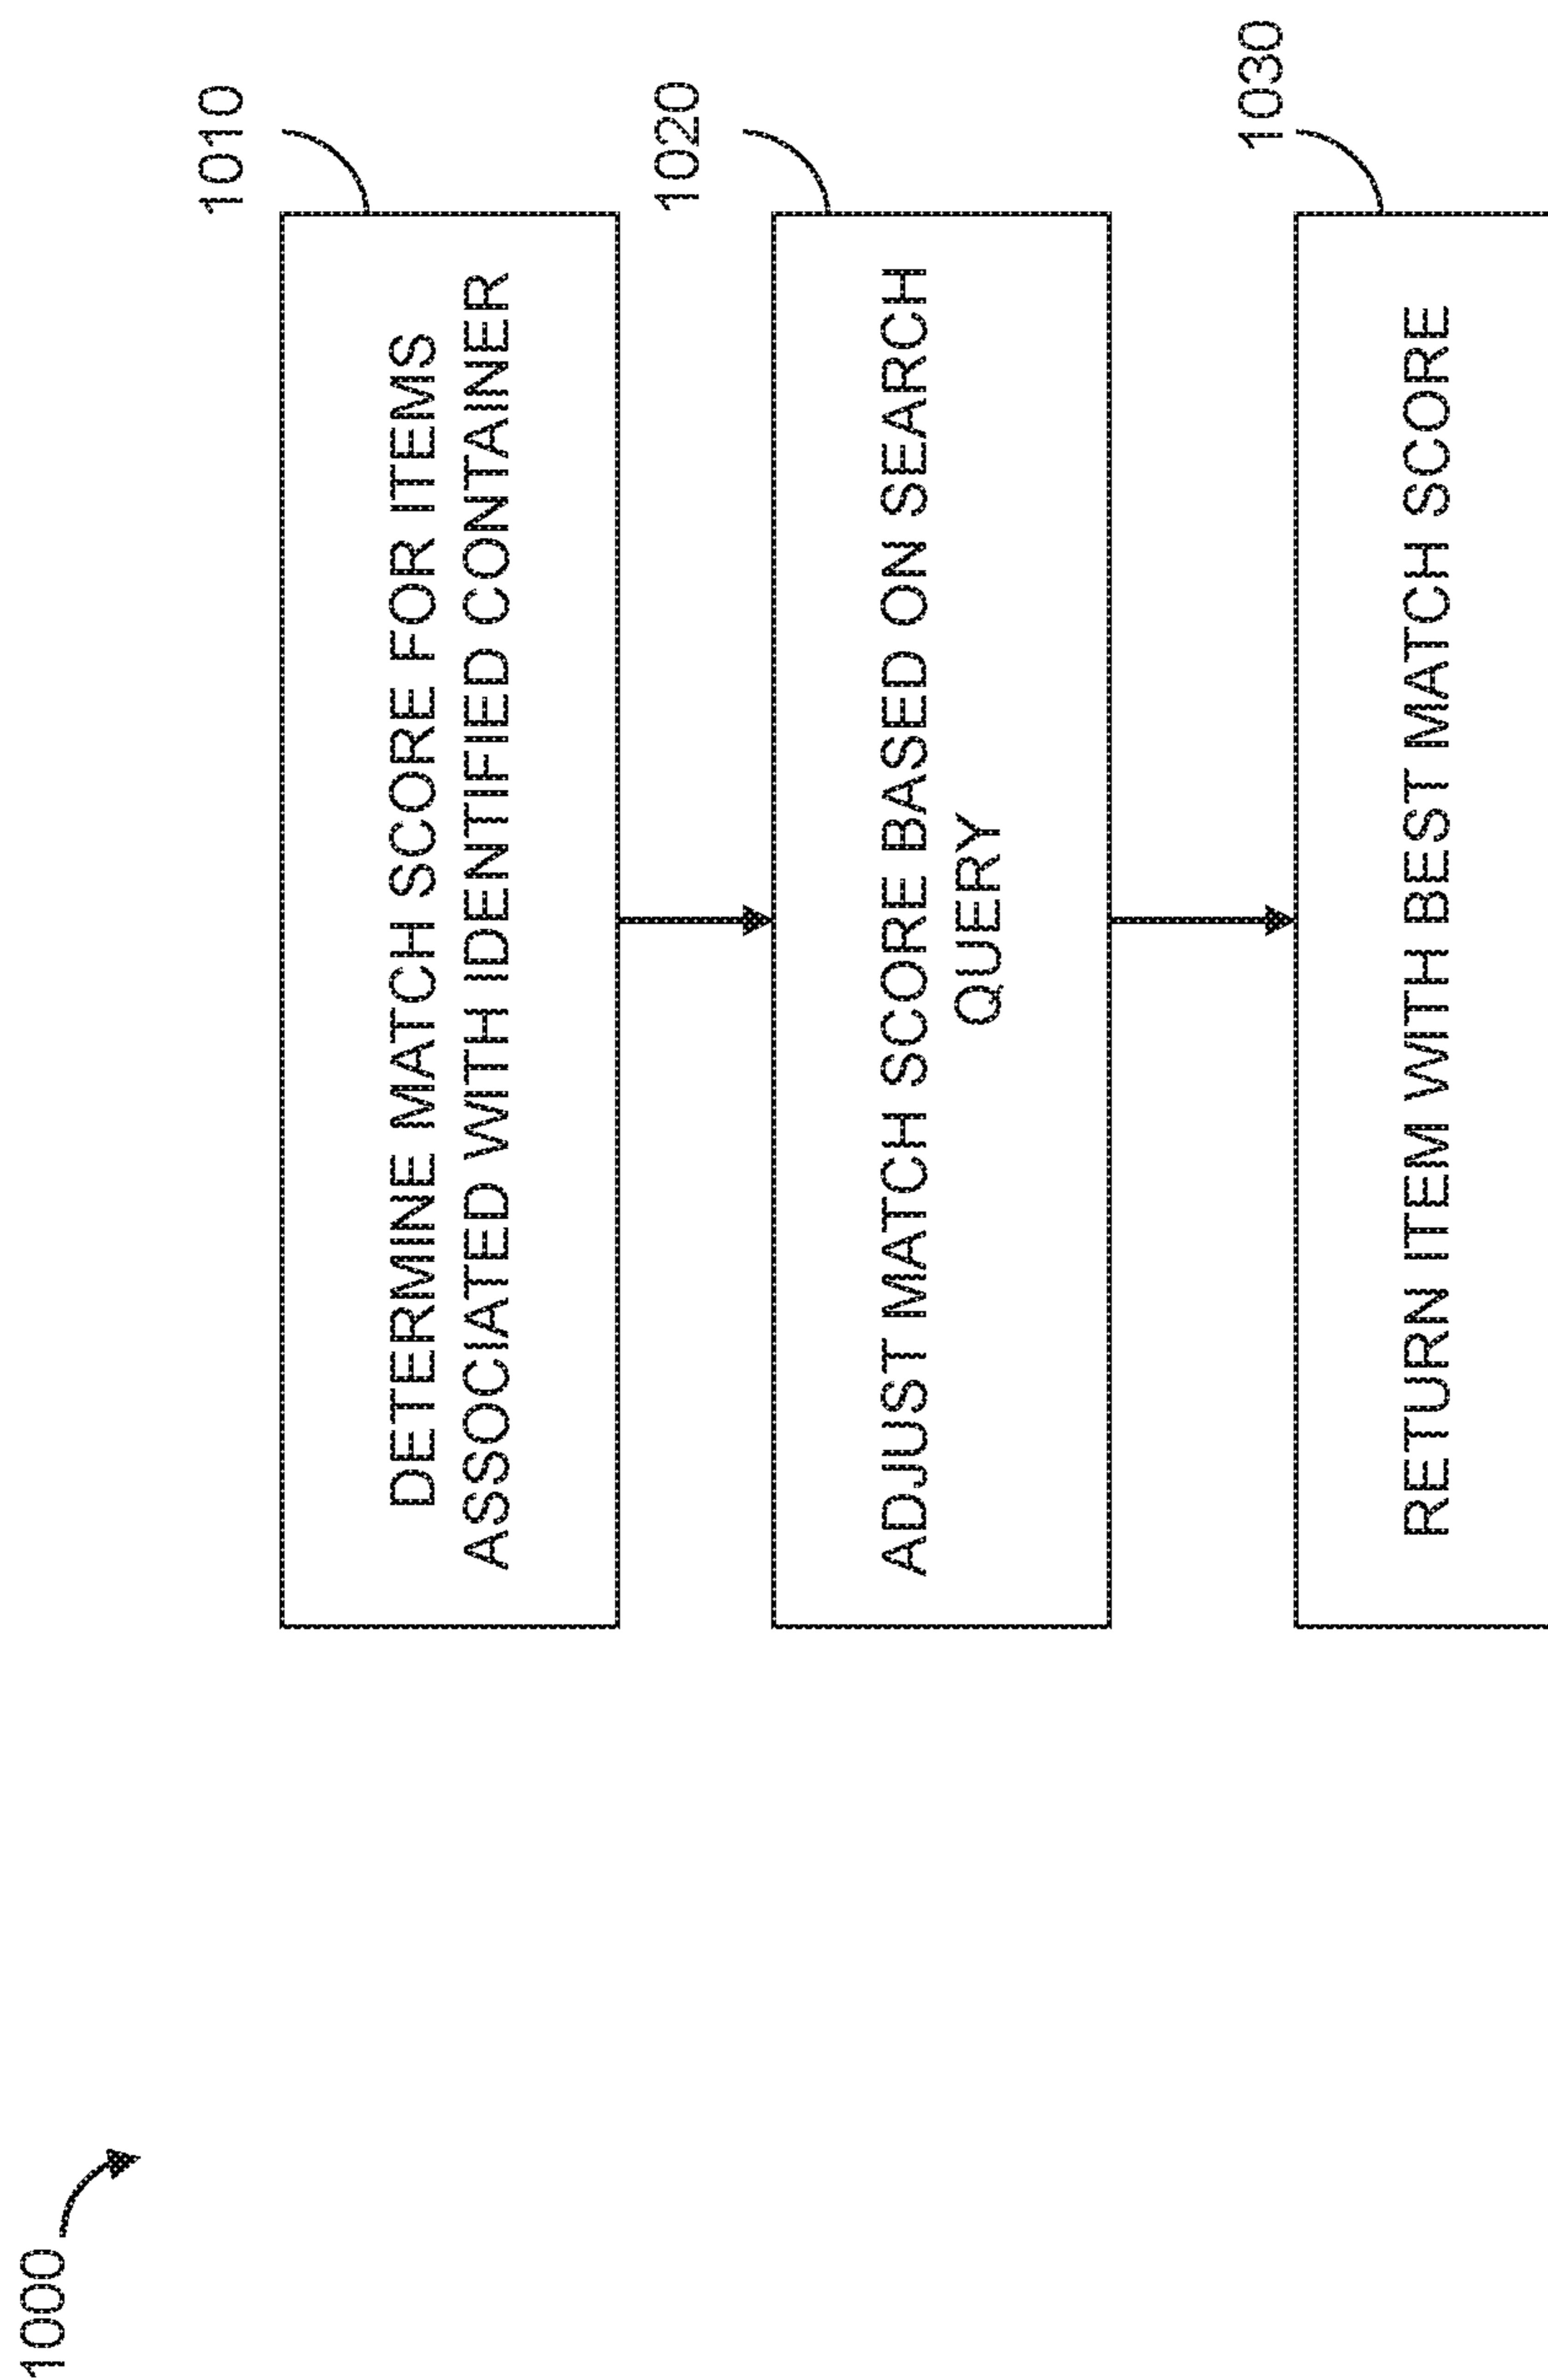 1000
1010
DETERMINE MATCH SCORE FOR ITEMS
ASSOCIATED WITH IDENTIFIED CONTAINER
1020
ADJUST MATCH SCORE BASED ON SEARCH
QUERY
1030
RETURN ITEM WITH BEST MATCH SCORE